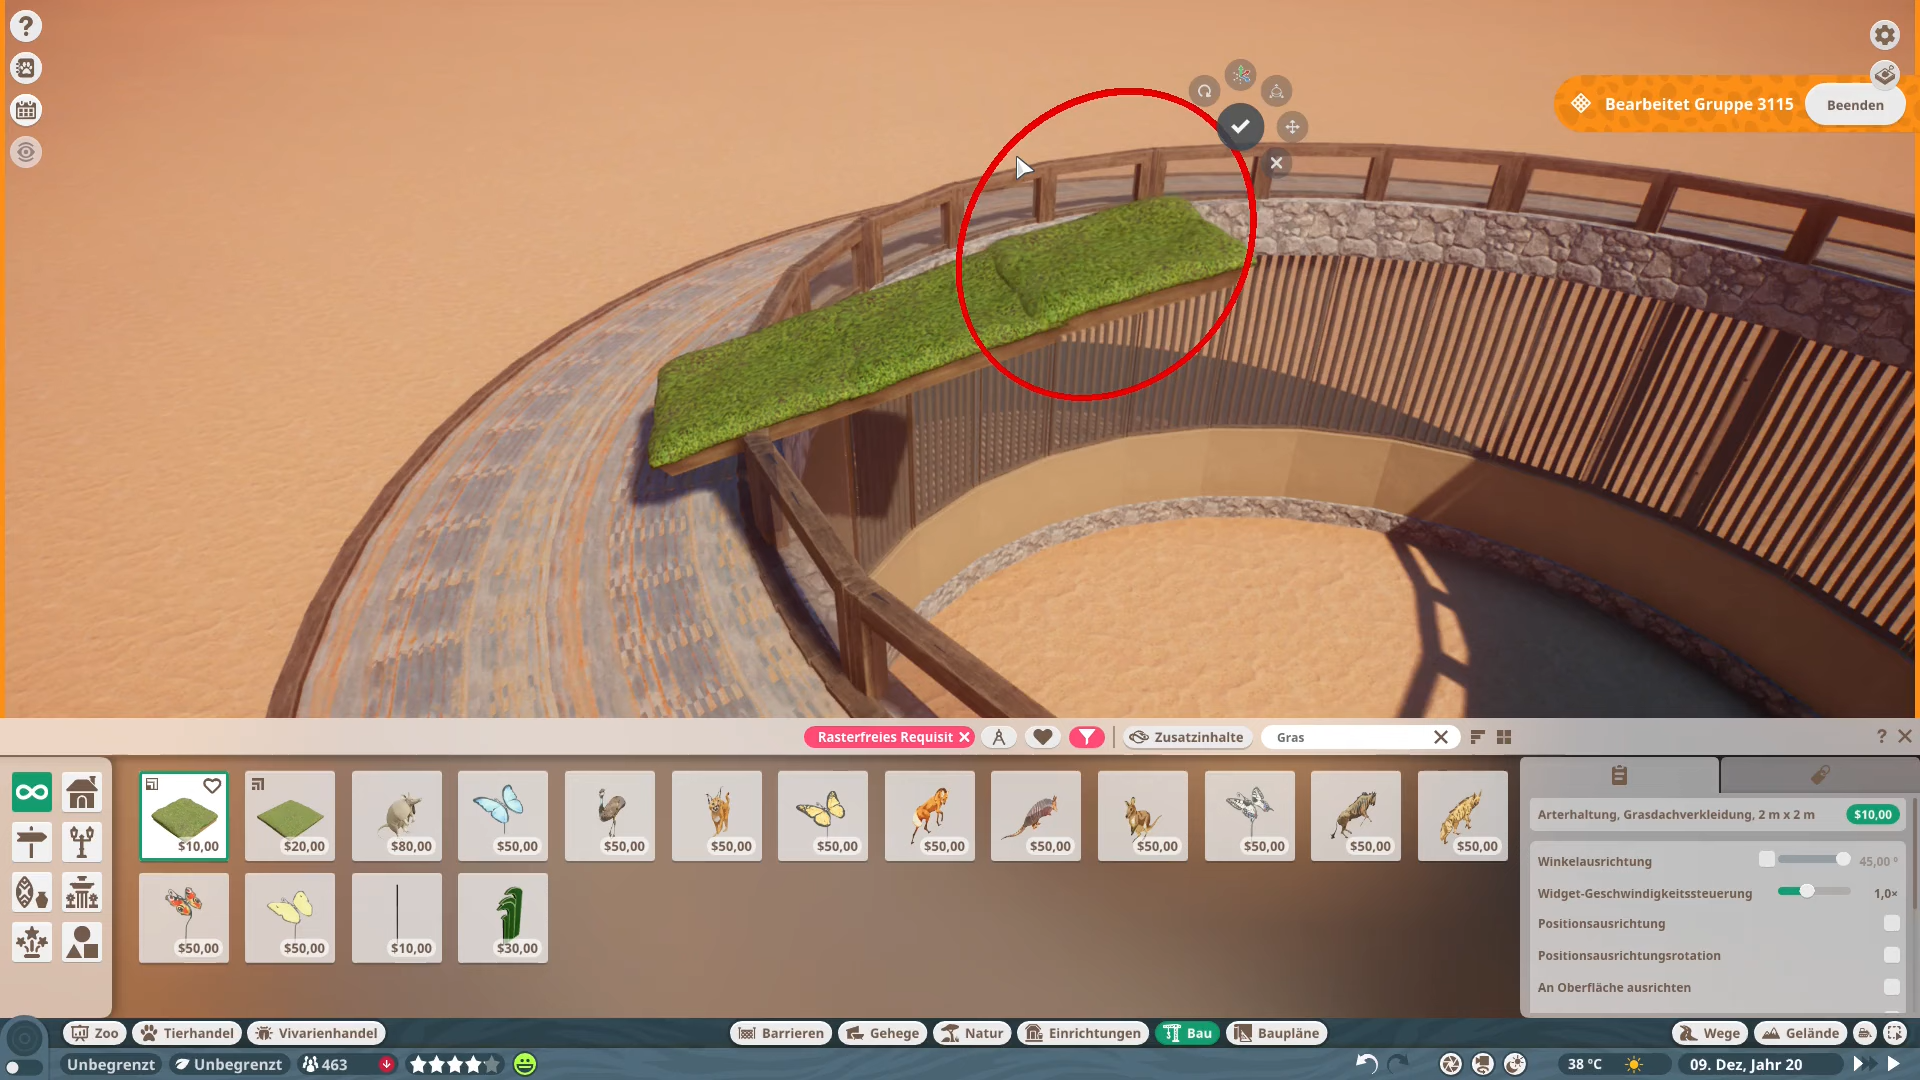 ?
Bearbeitet Gruppe 3115
Beenden
Rasterfreies Requisit
Zusatzinhalte
Gras
?
$10,00
$20,00
$80,00
$50,00
$50,00
$50,00
$50,00
$50,00
$50,00
$50,00
$50,00
$50,00
$50,00
$50,00
$50,00
$10,00
$30,00
Arterhaltung, Grasdachverkleidung, 2 m x 2 m
$10,00
Winkelausrichtung
45,00 °
Widget-Geschwindigkeitssteuerung
1,0×
Positionsausrichtung
Positionsausrichtungsrotation
An Oberfläche ausrichten
Zoo
Tierhandel
Vivarienhandel
Barrieren
Gehege
Natur
Einrichtungen
Bau
Baupläne
Wege
Gelände
Unbegrenzt
Unbegrenzt
463
38 °C
09. Dez, Jahr 20